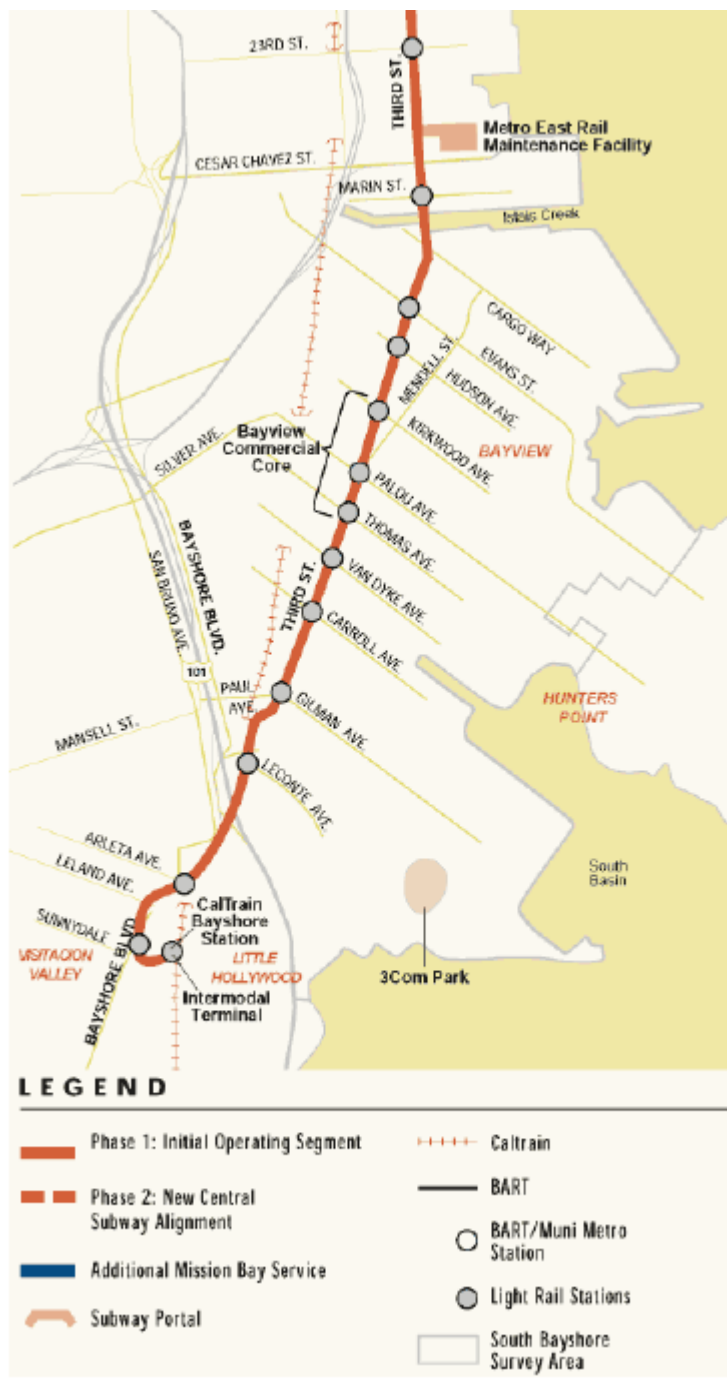 23RD ST.
THIRD ST.
Metro East Rail
Maintenance Facility
CESAR CHAVEZ ST.
MARIN ST.
Islais Creek
CARGO WAY
EVANS ST.
MENDELL ST.
HUDSON AVE.
KIRKWOOD AVE.
BAYVIEW
Bayview
Commercial
Core
SILVER AVE.
PALOU AVE.
THOMAS AVE.
VAN DYKE AVE.
CARROLL AVE.
THIRD ST.
BAYSHORE BLVD.
SAN BRUNO AVE.
101
PAUL
AVE.
GILMAN AVE.
HUNTERS
POINT
MANSELL ST.
LECONTE AVE.
ARLETA AVE.
LELAND AVE.
SUNNYDALE
South
Basin
CalTrain
Bayshore
Station
VISITACION
VALLEY
BAYSHORE BLVD.
LITTLE
HOLLYWOOD
Intermodal
Terminal
3Com Park
LEGEND
Phase 1: Initial Operating Segment
Phase 2: New Central
Subway Alignment
Additional Mission Bay Service
Subway Portal
Caltrain
BART
BART/Muni Metro
Station
Light Rail Stations
South Bayshore
Survey Area